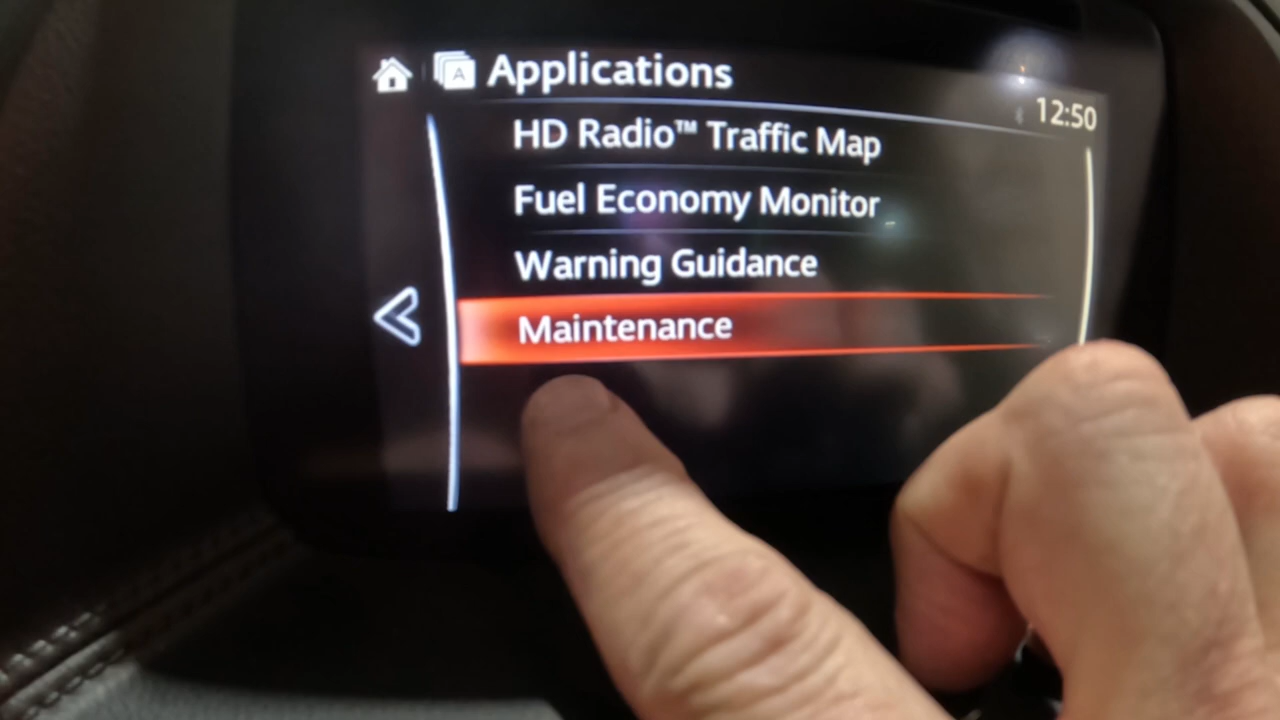 A Applications
12:50
HD Radio™ Traffic Map
Fuel Economy Monitor
Warning Guidance
Maintenance